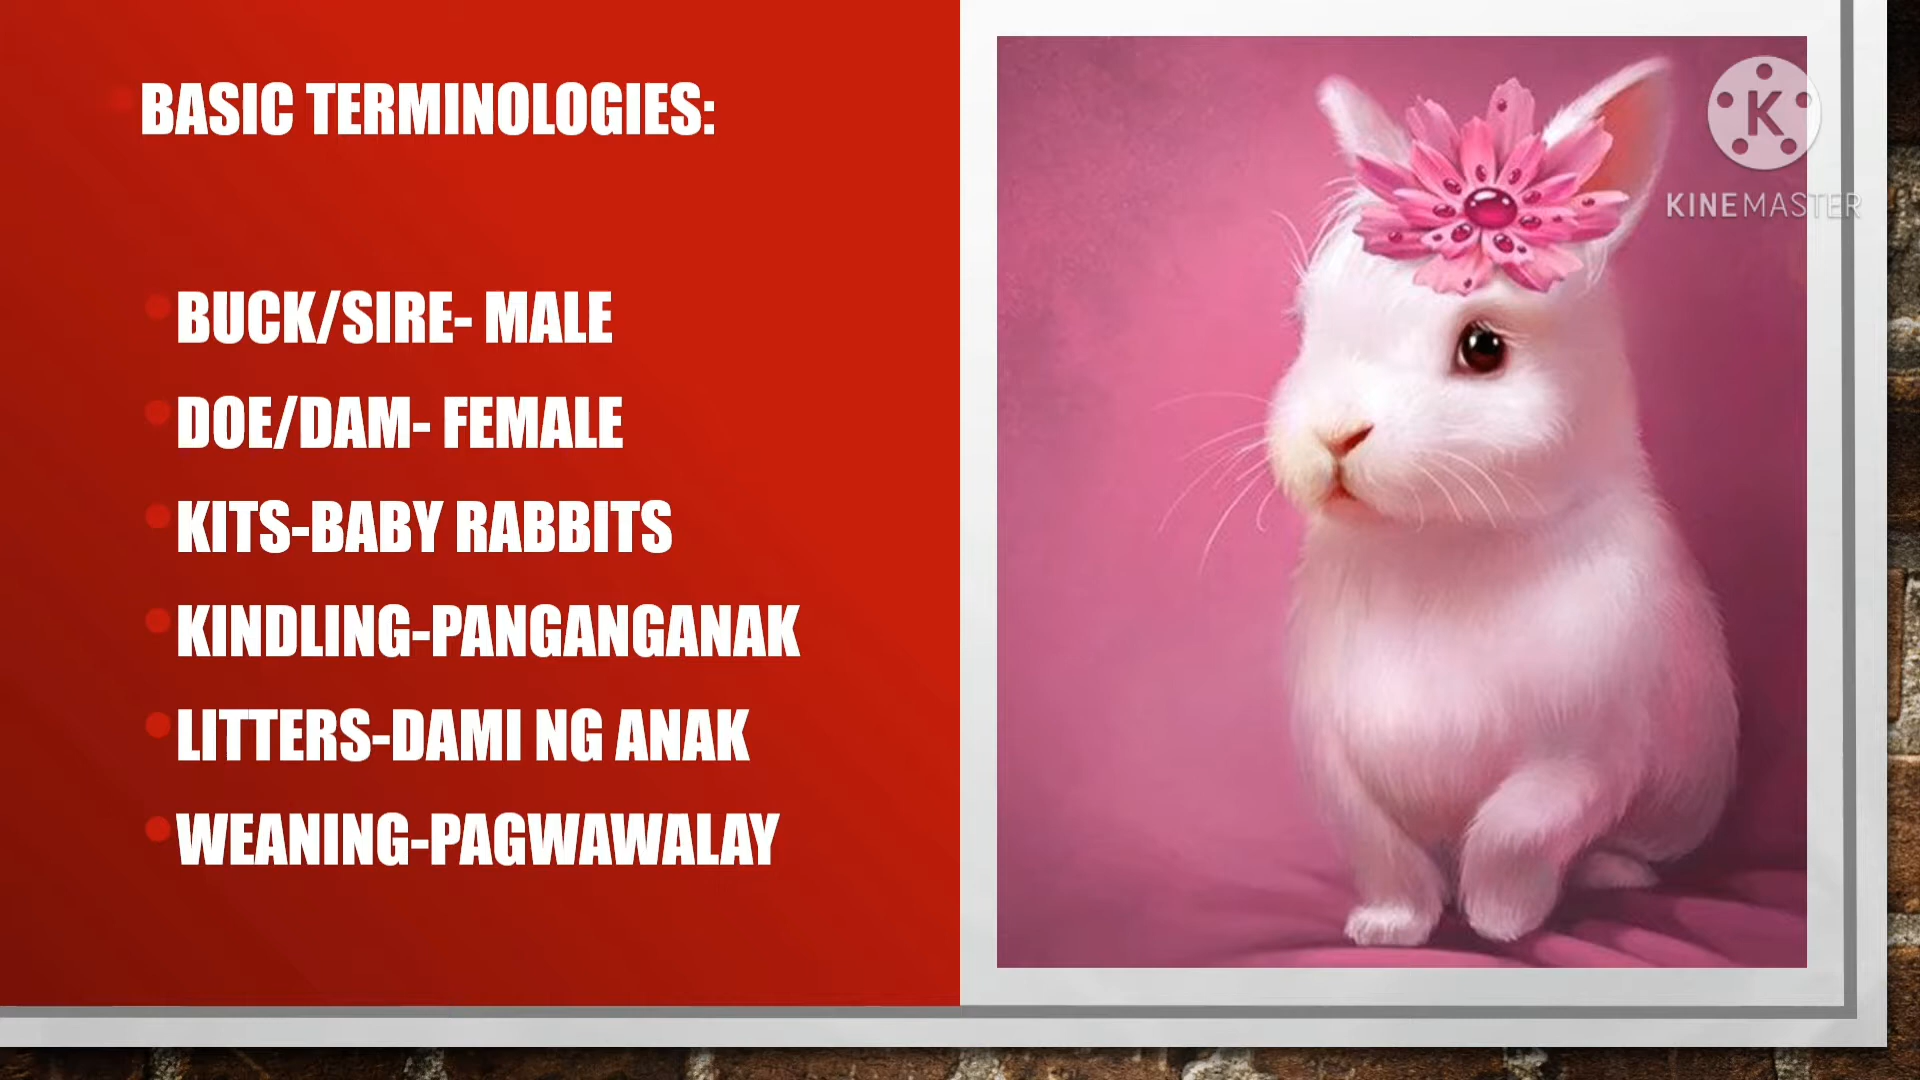 BASIC TERMINOLOGIES:
BUCK/SIRE- MALE
DOE/DAM- FEMALE
KITS-BABY RABBITS
KINDLING-PANGANGANAK
LITTERS-DAMI NG ANAK
WEANING-PAGWAWALAY
K
KINEMASTER